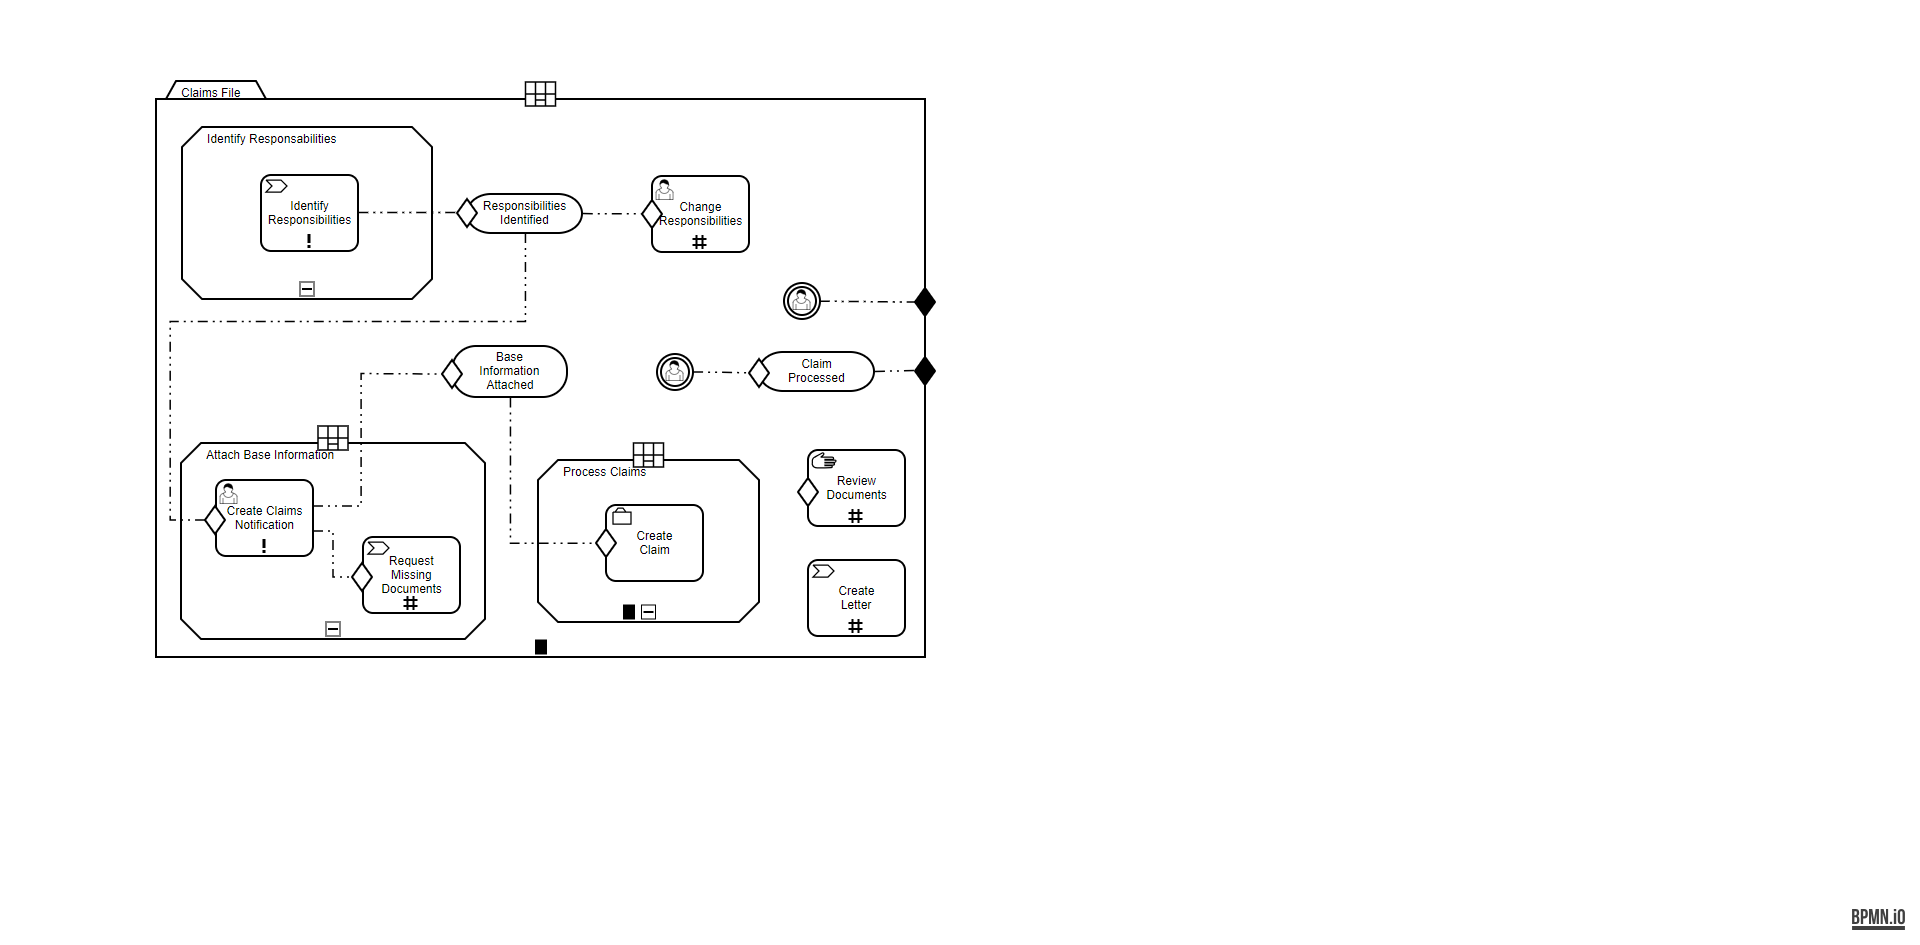 Claims File
Identify Responsabilities
Identify
Responsibilities
Responsibilities
Identified
Change
Responsibilities
Base
Information
Attached
Claim
Processed
Attach Base Information
Create Claims
Notification
Request
Missing
Documents
Process Claims
Create
Claim
Review
Documents
Create
Letter
BPMN.iO